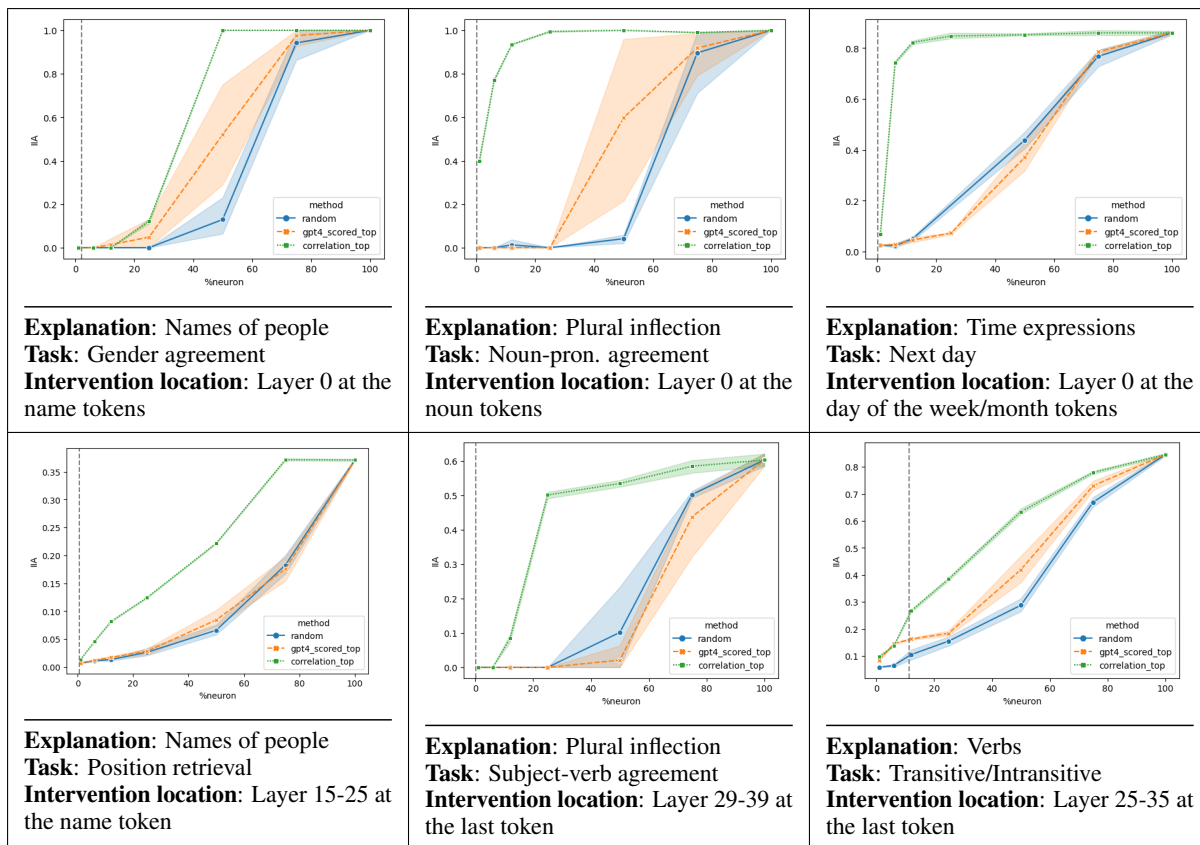 1.0
0.8
0.6
0.4
0.2
0.0
IIA
0 20 40 60 80 100
%neuron
method
random
gpt4_scored_top
correlation_top
Explanation: Names of people
Task: Gender agreement
Intervention location: Layer 0 at the
name tokens
1.0
0.8
0.6
0.4
0.2
0.0
IIA
0 20 40 60 80 100
%neuron
method
random
gpt4_scored_top
correlation_top
Explanation: Plural inflection
Task: Noun-pron. agreement
Intervention location: Layer 0 at the
noun tokens
0.8
0.6
0.4
0.2
0.0
IIA
0 20 40 60 80 100
%neuron
method
random
gpt4_scored_top
correlation_top
Explanation: Time expressions
Task: Next day
Intervention location: Layer 0 at the
day of the week/month tokens
0.35
0.30
0.25
0.20
0.15
0.10
0.05
0.00
IIA
0 20 40 60 80 100
%neuron
method
random
gpt4_scored_top
correlation_top
Explanation: Names of people
Task: Position retrieval
Intervention location: Layer 15-25 at
the name token
0.6
0.5
0.4
0.3
0.2
0.1
0.0
IIA
0 20 40 60 80 100
%neuron
method
random
gpt4_scored_top
correlation_top
Explanation: Plural inflection
Task: Subject-verb agreement
Intervention location: Layer 29-39 at
the last token
0.8
0.7
0.6
0.5
0.4
0.3
0.2
0.1
IIA
0 20 40 60 80 100
%neuron
method
random
gpt4_scored_top
correlation_top
Explanation: Verbs
Task: Transitive/Intransitive
Intervention location: Layer 25-35 at
the last token